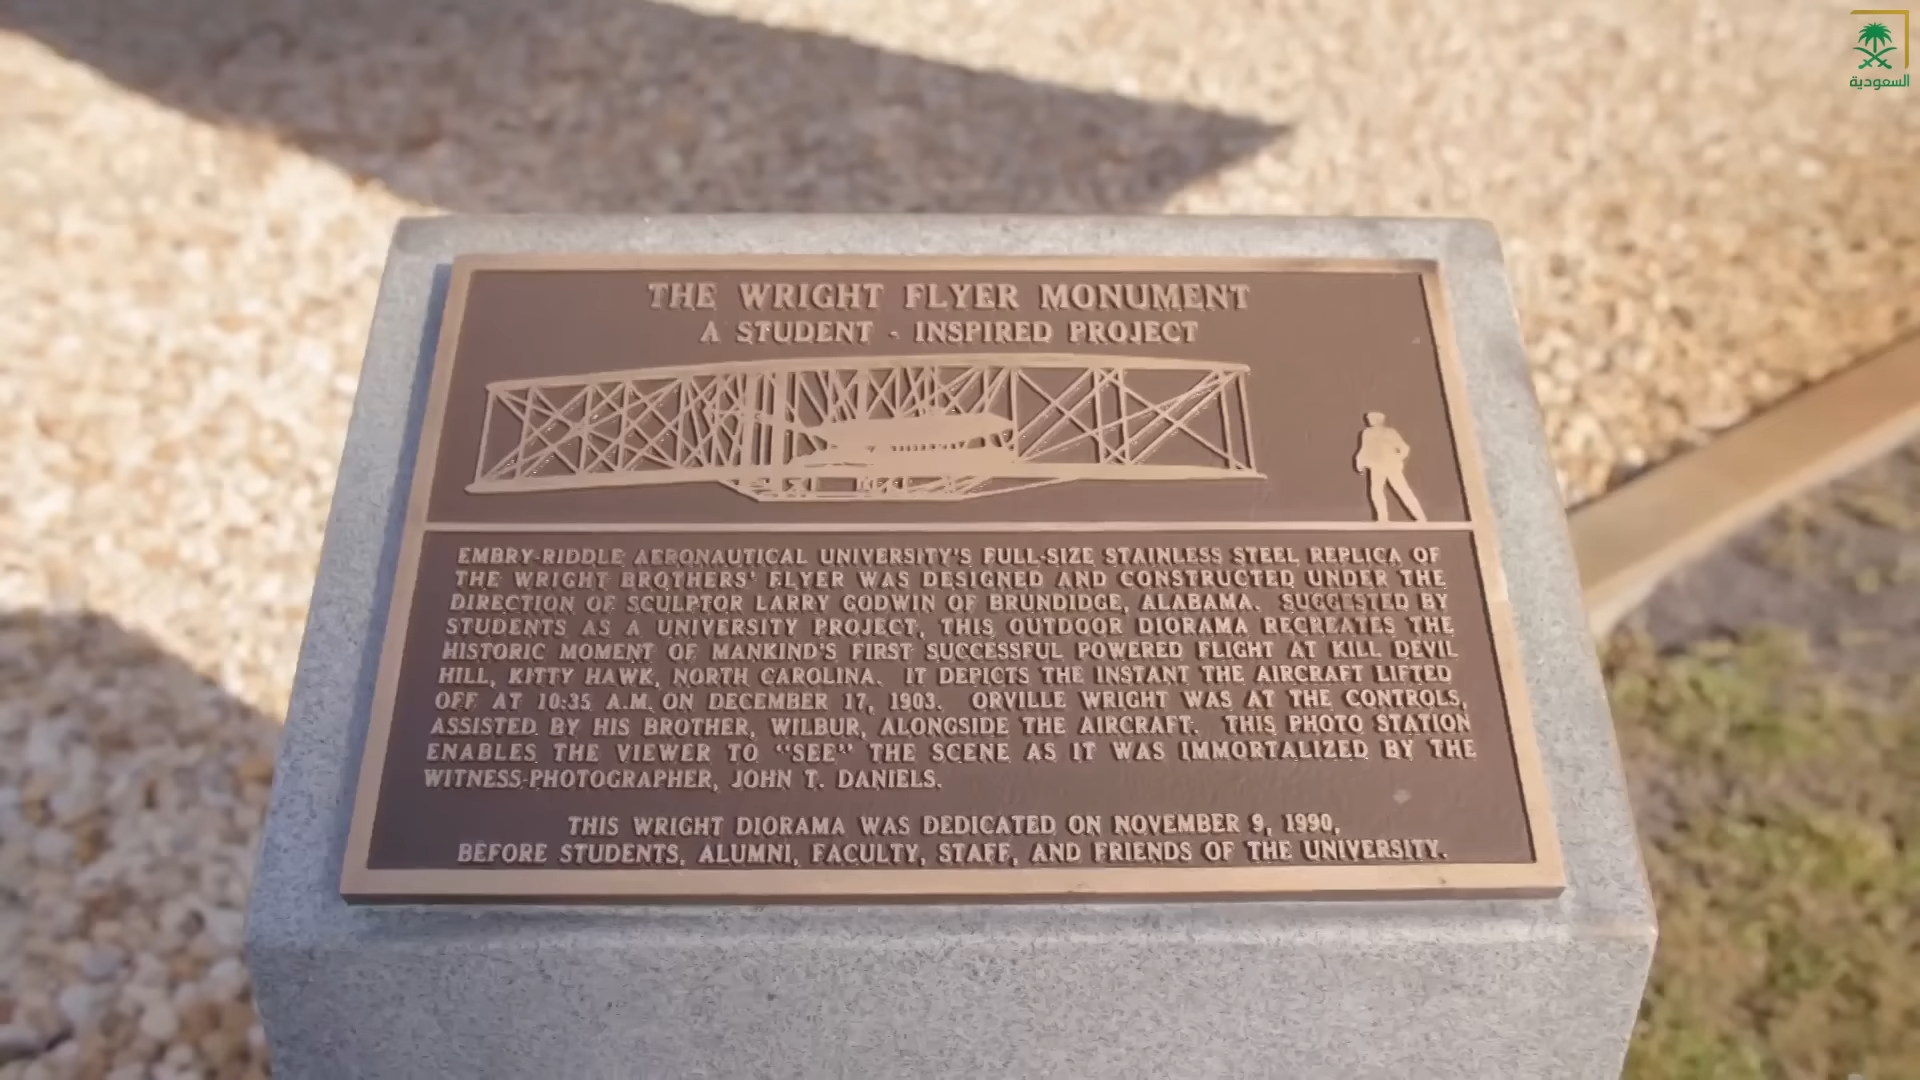 السعودية
THE WRIGHT FLYER MONUMENT
A STUDENT - INSPIRED PROJECT
EMBRY-RIDDLE AERONAUTICAL UNIVERSITY'S FULL-SIZE STAINLESS STEEL REPLICA OF
THE WRIGHT BROTHERS' FLYER WAS DESIGNED AND CONSTRUCTED UNDER THE
DIRECTION OF SCULPTOR LARRY GODWIN OF BRUNDIDGE, ALABAMA. SUGGESTED BY
STUDENTS AS A UNIVERSITY PROJECT, THIS OUTDOOR DIORAMA RECREATES THE
HISTORIC MOMENT OF MANKIND'S FIRST SUCCESSFUL POWERED FLIGHT AT KILL DEVIL
HILL, KITTY HAWK, NORTH CAROLINA. IT DEPICTS THE INSTANT THE AIRCRAFT LIFTED
OFF AT 10:35 A.M. ON DECEMBER 17, 1903. ORVILLE WRIGHT WAS AT THE CONTROLS,
ASSISTED BY HIS BROTHER, WILBUR, ALONGSIDE THE AIRCRAFT. THIS PHOTO STATION
ENABLES THE VIEWER TO "SEE" THE SCENE AS IT WAS IMMORTALIZED BY THE
WITNESS-PHOTOGRAPHER, JOHN T. DANIELS.
THIS WRIGHT DIORAMA WAS DEDICATED ON NOVEMBER 9, 1990,
BEFORE STUDENTS, ALUMNI, FACULTY, STAFF, AND FRIENDS OF THE UNIVERSITY.